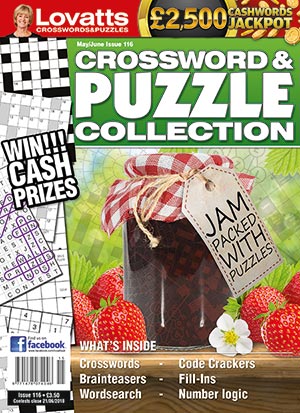 Lovatts
CROSSWORDS&PUZZLES
£2,500
CASHWORDS
JACKPOT
May/June Issue 116
CROSSWORD &
PUZZLE
COLLECTION
WIN!!!
CASH
PRIZES
JAM
PACKED
WITH
PUZZLES
Find us on
facebook
WHAT'S INSIDE
Crosswords - Code Crackers
Brainteasers - Fill-Ins
Wordsearch - Number logic
Issue 116 • £3.50
Contests close 21/06/2018